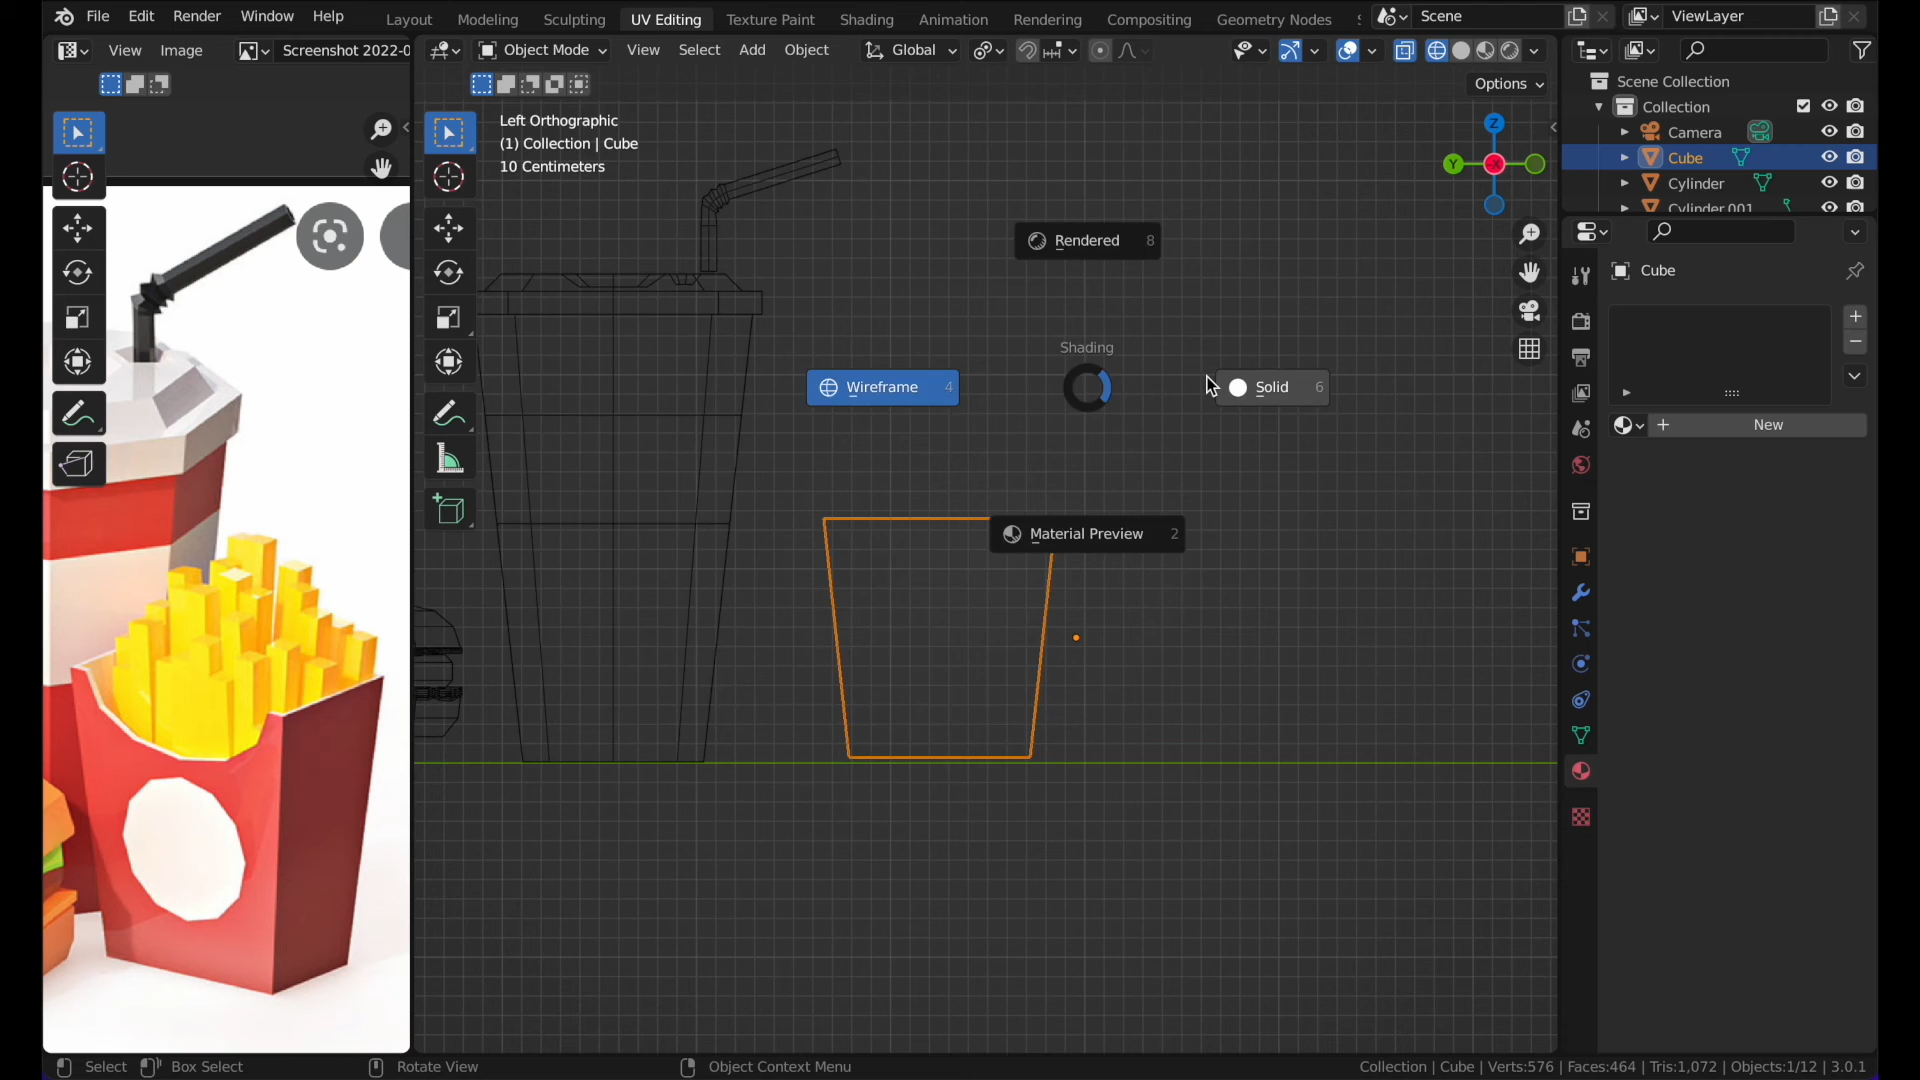 File Edit Render Window Help
Layout Modeling Sculpting UV Editing Texture Paint Shading Animation Rendering Compositing Geometry Nodes
Scene
ViewLayer
View Image Screenshot 2022-0
Object Mode View Select Add Object Global
Options
Left Orthographic
(1) Collection | Cube
10 Centimeters
Z
Y
X
Rendered 8
Shading
Wireframe 4
Solid 6
Material Preview 2
Scene Collection
Collection
Camera
Cube
Cylinder
Cylinder.001
Cube
New
Select Box Select Rotate View Object Context Menu
Collection | Cube | Verts:576 | Faces:464 | Tris:1,072 | Objects:1/12 | 3.0.1